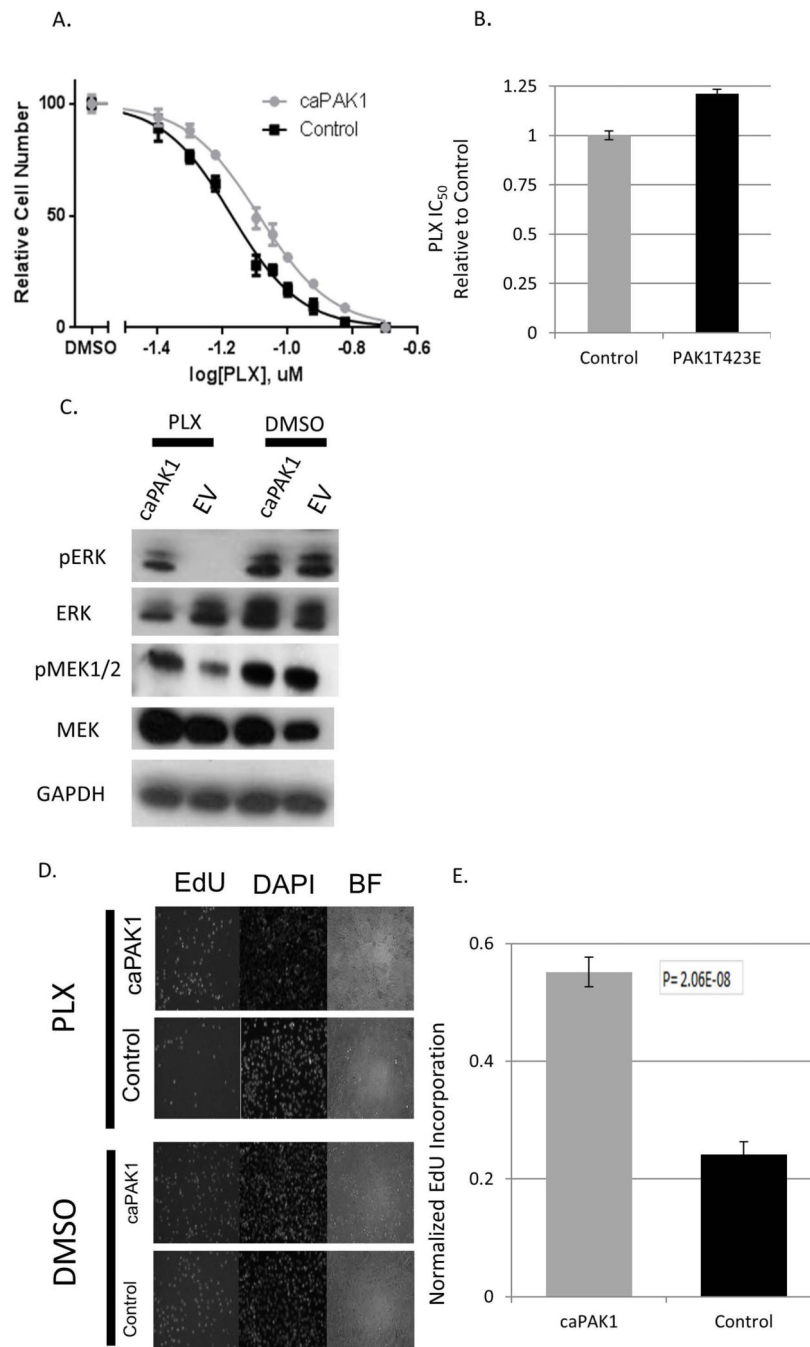 A.
Relative Cell Number
100
50
0
caPAK1
Control
DMSO
-1.4
-1.2
-1.0
-0.8
-0.6
log[PLX], uM
B.
PLX IC50
Relative to Control
1.25
1
0.75
0.5
0.25
0
Control
PAK1T423E
C.
PLX
DMSO
caPAK1
EV
caPAK1
EV
pERK
ERK
pMEK1/2
MEK
GAPDH
D.
EdU
DAPI
BF
PLX
caPAK1
Control
DMSO
caPAK1
Control
E.
Normalized EdU Incorporation
0.6
0.4
0.2
0
P= 2.06E-08
caPAK1
Control